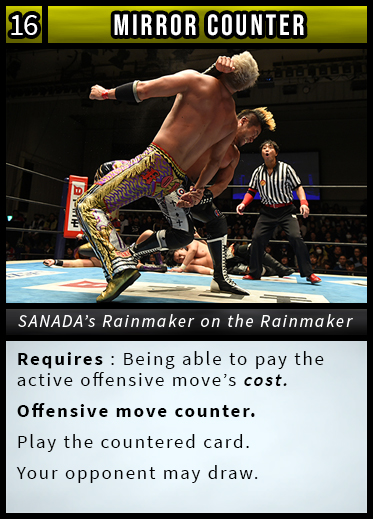 16 MIRROR COUNTER
SANADA's Rainmaker on the Rainmaker
Requires : Being able to pay the
active offensive move's cost.
Offensive move counter.
Play the countered card.
Your opponent may draw.